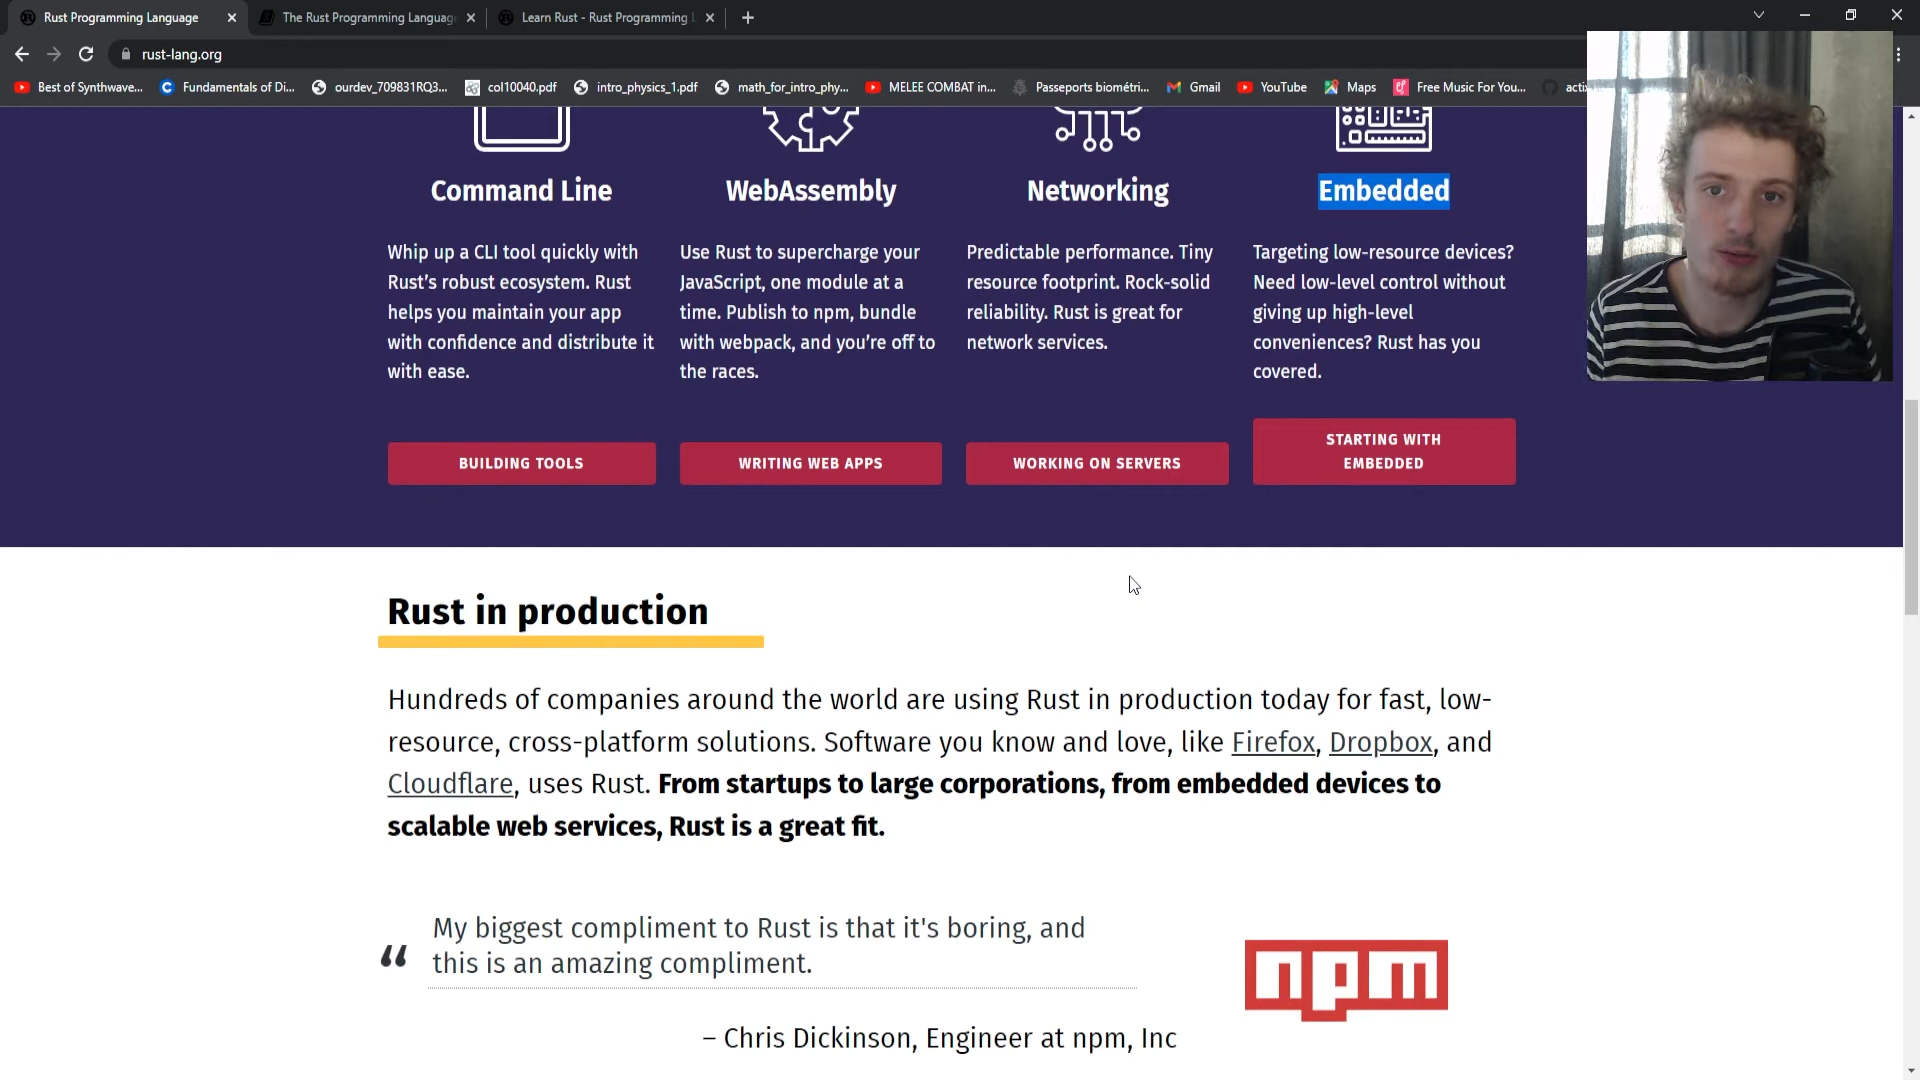 Rust Programming Language
The Rust Programming Language
Learn Rust - Rust Programming L
rust-lang.org
Best of Synthwave...
Fundamentals of Di...
ourdev_709831RQ3...
col10040.pdf
intro_physics_1.pdf
math_for_intro_phy...
MELEE COMBAT in...
Passeports biométri...
Gmail
YouTube
Maps
Free Music For You...
Command Line
WebAssembly
Networking
Embedded
Whip up a CLI tool quickly with
Rust’s robust ecosystem. Rust
helps you maintain your app
with confidence and distribute it
with ease.
Use Rust to supercharge your
JavaScript, one module at a
time. Publish to npm, bundle
with webpack, and you’re off to
the races.
Predictable performance. Tiny
resource footprint. Rock-solid
reliability. Rust is great for
network services.
Targeting low-resource devices?
Need low-level control without
giving up high-level
conveniences? Rust has you
covered.
BUILDING TOOLS
WRITING WEB APPS
WORKING ON SERVERS
STARTING WITH
EMBEDDED
Rust in production
Hundreds of companies around the world are using Rust in production today for fast, low-
resource, cross-platform solutions. Software you know and love, like Firefox, Dropbox, and
Cloudflare, uses Rust. From startups to large corporations, from embedded devices to
scalable web services, Rust is a great fit.
“ My biggest compliment to Rust is that it's boring, and
this is an amazing compliment.
npm
– Chris Dickinson, Engineer at npm, Inc